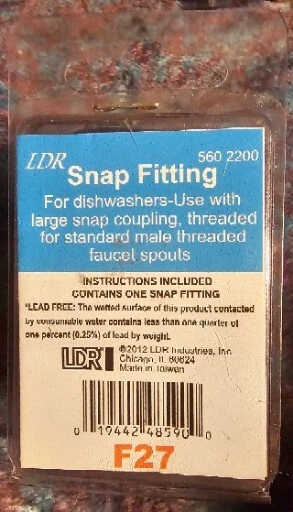 LDR 560 2200
Snap Fitting
For dishwashers-Use with
large snap coupling, threaded
for standard male threaded
faucet spouts
INSTRUCTIONS INCLUDED
CONTAINS ONE SNAP FITTING
*LEAD FREE: The wetted surface of this product contacted
by consumable water contains less than one quarter of
one percent (0.25%) of lead by weight.
LDR ©2012 LDR Industries, Inc.
Chicago, IL 60624
Made in Taiwan
0 19442 48590 0
F27